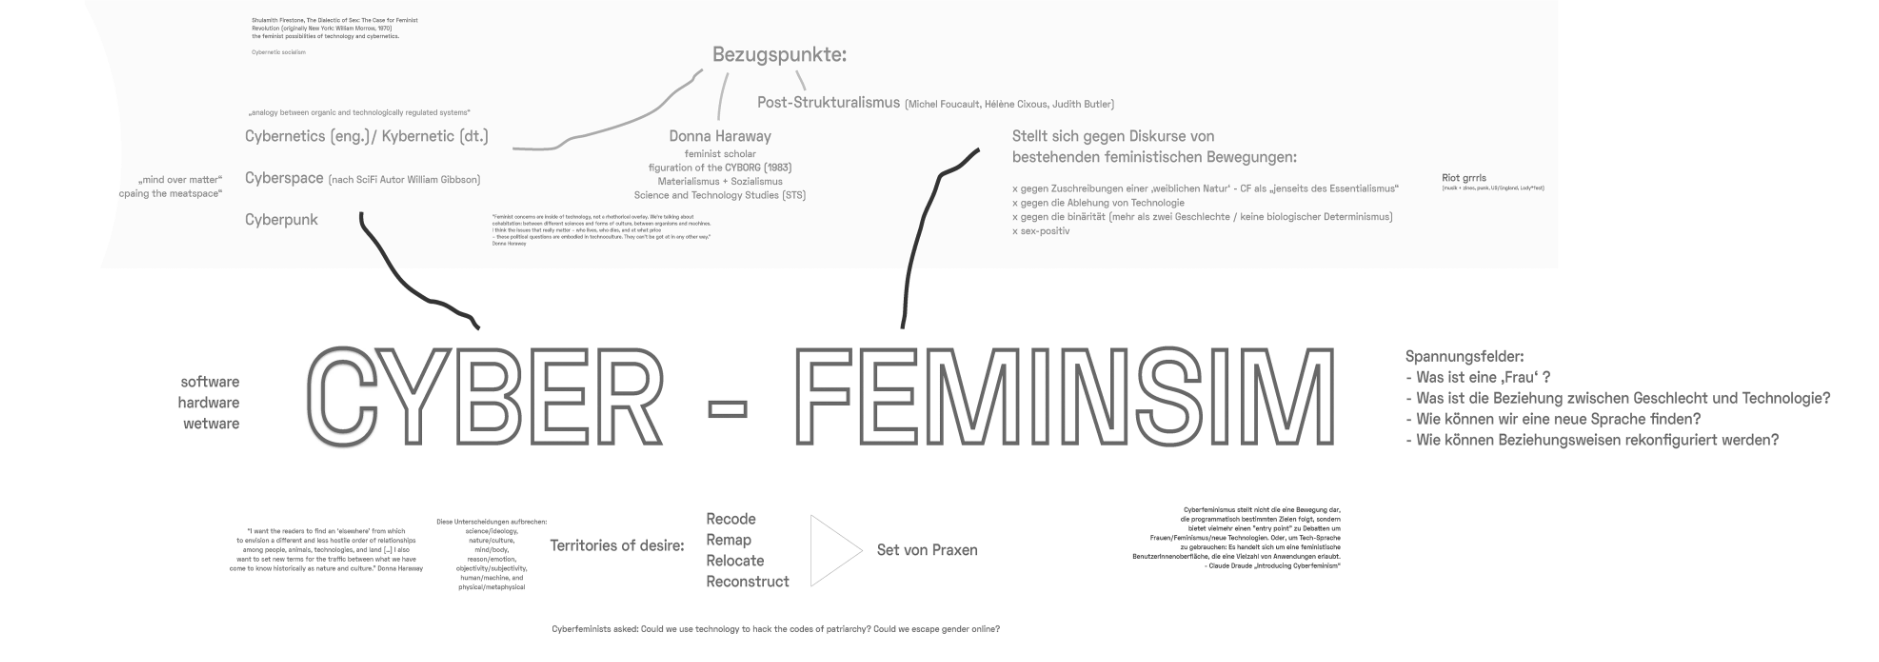 Shulamith Firestone, The Dialectic of Sex: The Case for Feminist
Revolution (originally New York: William Morrow, 1970)
the feminist possibilities of technology and cybernetics.
Cybernetic socialism
Bezugspunkte:
Post-Strukturalismus (Michel Foucault, Hélène Cixous, Judith Butler)
„analogy between organic and technologically regulated systems“
Cybernetics (eng.)/ Kybernetic (dt.)
„mind over matter“
cpaing the meatspace“
Cyberspace (nach SciFi Autor William Gibbson)
Cyberpunk
Donna Haraway
feminist scholar
figuration of the CYBORG (1983)
Materialismus + Sozialismus
Science and Technology Studies (STS)
"Feminist concerns are inside of technology, not a rhetorical overlay. We're talking about
cohabitation: between different sciences and forms of culture, between organisms and machines.
I think the issues that really matter – who lives, who dies, and at what price
– these political questions are embodied in technoculture. They can't be got at in any other way."
Donna Haraway
Stellt sich gegen Diskurse von
bestehenden feministischen Bewegungen:
x gegen Zuschreibungen einer ‚weiblichen Natur‘ - CF als „jenseits des Essentialismus“
x gegen die Ablehung von Technologie
x gegen die binärität (mehr als zwei Geschlechte / keine biologischer Determinismus)
x sex-positiv
Riot grrrls
(musik + zines, punk, US/England, Lady*fest)
software
hardware
wetware
CYBER - FEMINSIM
Spannungsfelder:
- Was ist eine ‚Frau‘ ?
- Was ist die Beziehung zwischen Geschlecht und Technologie?
- Wie können wir eine neue Sprache finden?
- Wie können Beziehungsweisen rekonfiguriert werden?
"I want the readers to find an 'elsewhere' from which
to envision a different and less hostile order of relationships
among people, animals, technologies, and land [...] I also
want to set new terms for the traffic between what we have
come to know historically as nature and culture." Donna Haraway
Diese Unterscheidungen aufbrechen:
science/ideology,
nature/culture,
mind/body,
reason/emotion,
objectivity/subjectivity,
human/machine, and
physical/metaphysical
Territories of desire:
Recode
Remap
Relocate
Reconstruct
Set von Praxen
Cyberfeminismus stellt nicht die eine Bewegung dar,
die programmatisch bestimmten Zielen folgt, sondern
bietet vielmehr einen "entry point" zu Debatten um
Frauen/Feminismus/neue Technologien. Oder, um Tech-Sprache
zu gebrauchen: Es handelt sich um eine feministische
BenutzerInnenoberfläche, die eine Vielzahl von Anwendungen erlaubt.
- Claude Draude „Introducing Cyberfeminism“
Cyberfeminists asked: Could we use technology to hack the codes of patriarchy? Could we escape gender online?